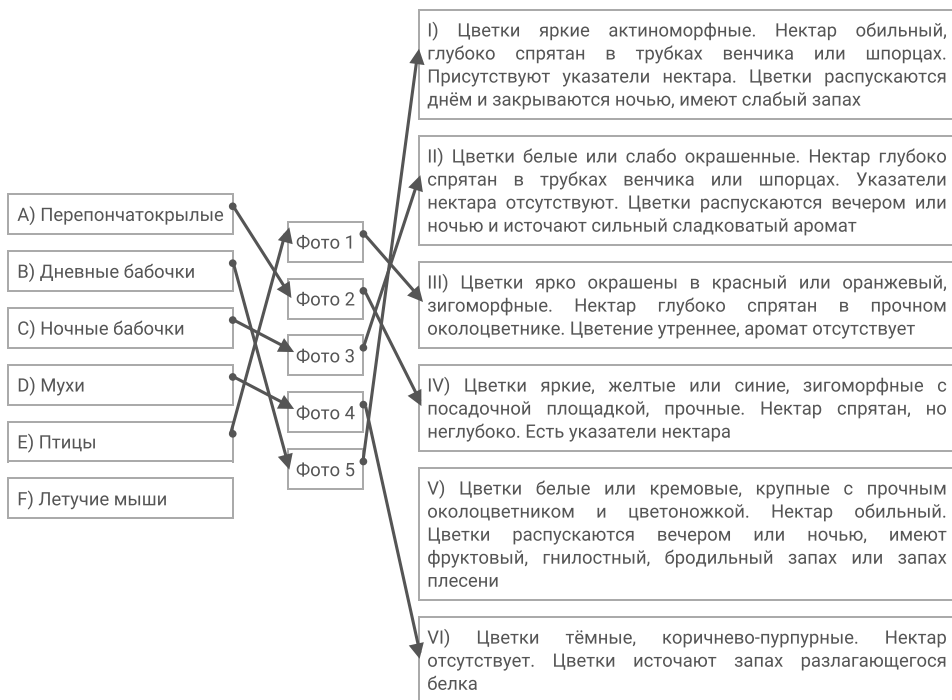 A) Перепончатокрылые
B) Дневные бабочки
C) Ночные бабочки
D) Мухи
E) Птицы
F) Летучие мыши
Фото 1
Фото 2
Фото 3
Фото 4
Фото 5
I) Цветки яркие актиноморфные. Нектар обильный,
глубоко спрятан в трубках венчика или шпорцах.
Присутствуют указатели нектара. Цветки распускаются
днём и закрываются ночью, имеют слабый запах
II) Цветки белые или слабо окрашенные. Нектар глубоко
спрятан в трубках венчика или шпорцах. Указатели
нектара отсутствуют. Цветки распускаются вечером или
ночью и источают сильный сладковатый аромат
III) Цветки ярко окрашены в красный или оранжевый,
зигоморфные. Нектар глубоко спрятан в прочном
околоцветнике. Цветение утреннее, аромат отсутствует
IV) Цветки яркие, желтые или синие, зигоморфные с
посадочной площадкой, прочные. Нектар спрятан, но
неглубоко. Есть указатели нектара
V) Цветки белые или кремовые, крупные с прочным
околоцветником и цветоножкой. Нектар обильный.
Цветки распускаются вечером или ночью, имеют
фруктовый, гнилостный, бродильный запах или запах
плесени
VI) Цветки тёмные, коричнево-пурпурные. Нектар
отсутствует. Цветки источают запах разлагающегося
белка